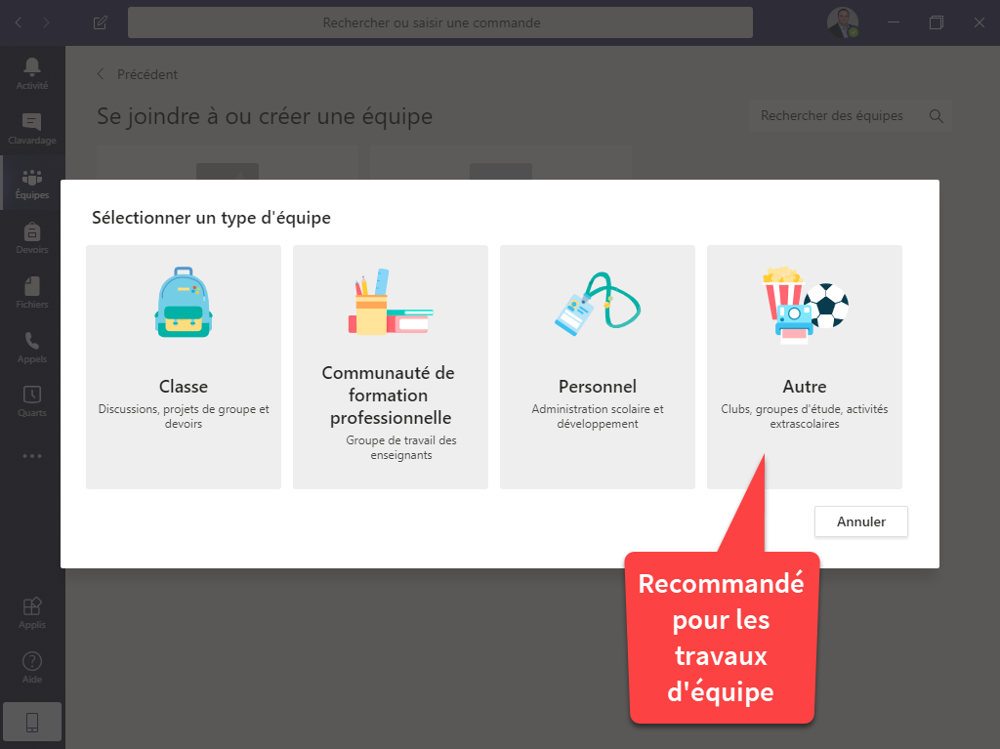 Rechercher ou saisir une commande
Activité
Clavardage
Équipes
Devoirs
Fichiers
Appels
Quarts
Applis
Aide
Précédent
Se joindre à ou créer une équipe
Rechercher des équipes
Sélectionner un type d'équipe
Classe
Discussions, projets de groupe et
devoirs
Communauté de
formation
professionnelle
Groupe de travail des
enseignants
Personnel
Administration scolaire et
développement
Autre
Clubs, groupes d'étude, activités
extrascolaires
Annuler
Recommandé
pour les
travaux
d'équipe